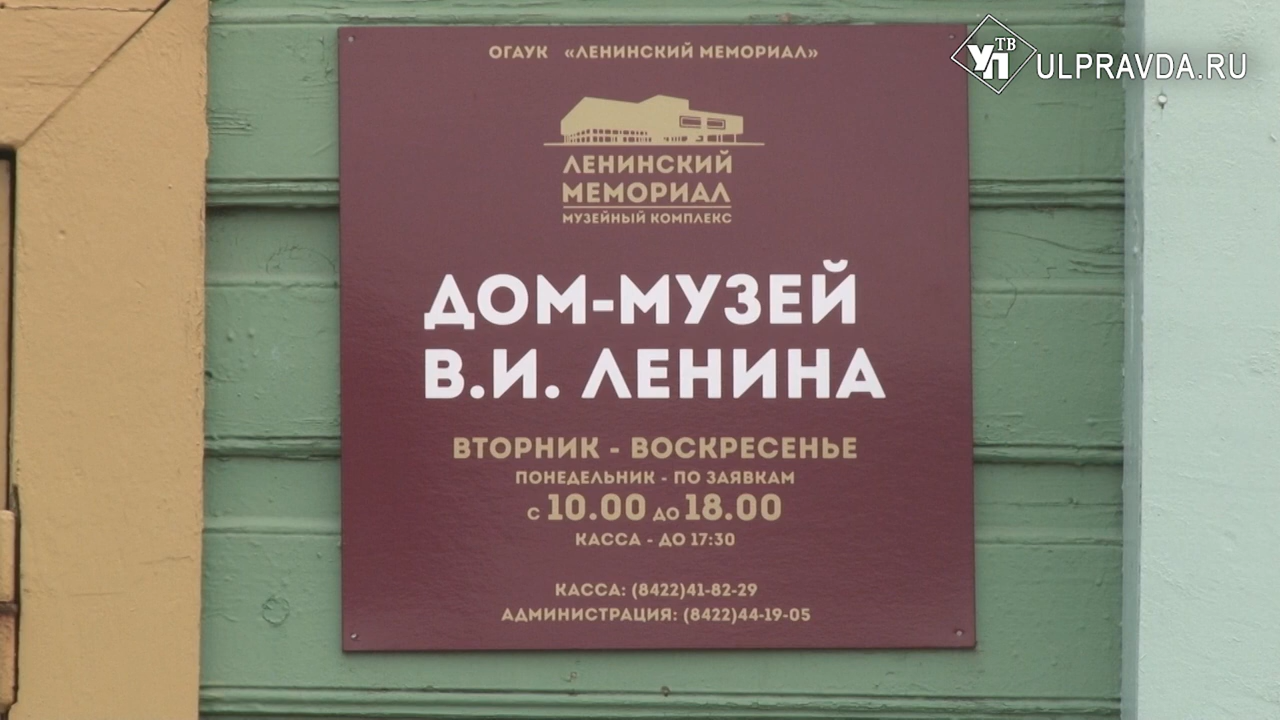 ОГАУК «ЛЕНИНСКИЙ МЕМОРИАЛ»
УП ТВ
ULPRAVDA.RU
ЛЕНИНСКИЙ
МЕМОРИАЛ
МУЗЕЙНЫЙ КОМПЛЕКС
ДОМ-МУЗЕЙ
В.И. ЛЕНИНА
ВТОРНИК - ВОСКРЕСЕНЬЕ
ПОНЕДЕЛЬНИК - ПО ЗАЯВКАМ
С 10.00 ДО 18.00
КАССА - ДО 17:30
КАССА: (8422)41-82-29
АДМИНИСТРАЦИЯ: (8422)44-19-05